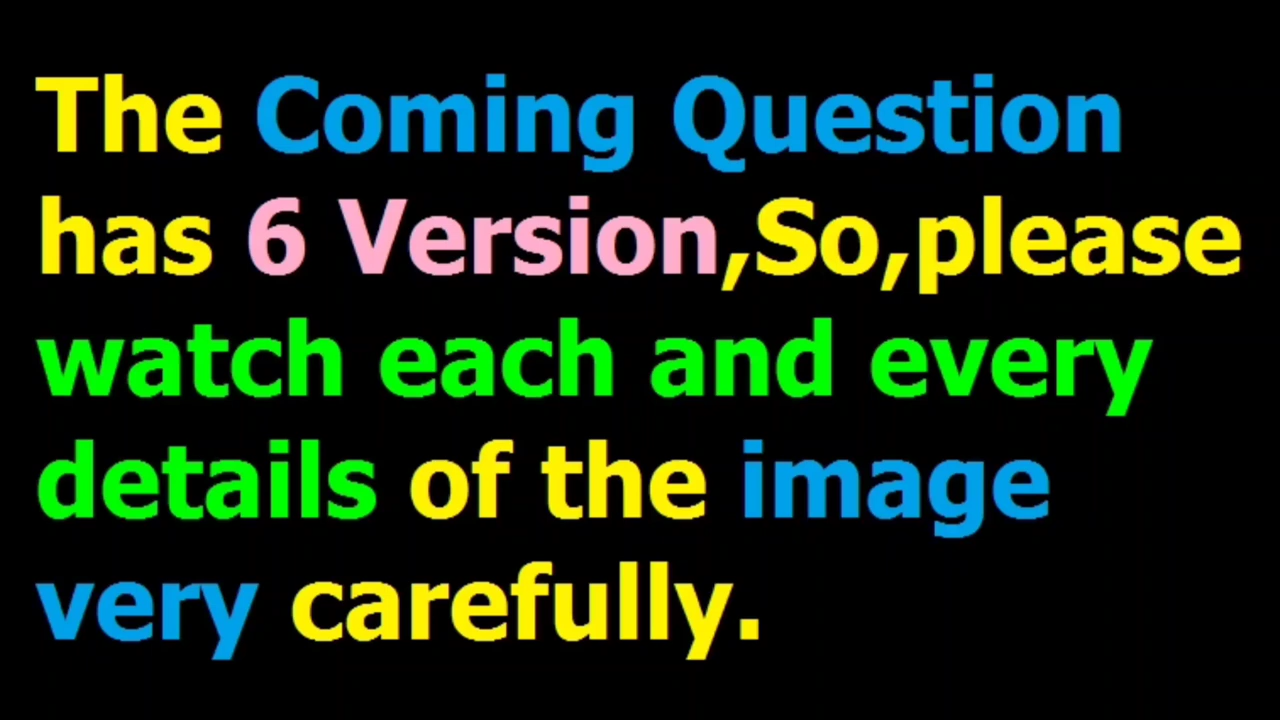 The Coming Question
has 6 Version,So,please
watch each and every
details of the image
very carefully.